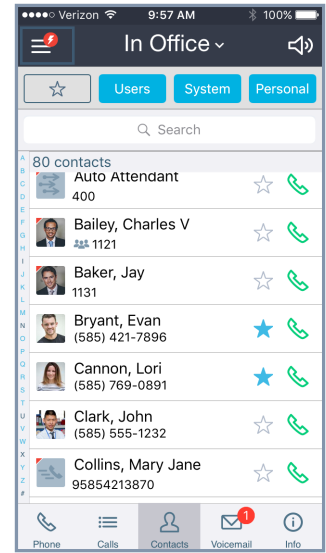 Verizon 9:57 AM 100%
In Office
Users System Personal
Search
80 contacts
Auto Attendant
400
Bailey, Charles V
1121
Baker, Jay
1131
Bryant, Evan
(585) 421-7896
Cannon, Lori
(585) 769-0891
Clark, John
(585) 555-1232
Collins, Mary Jane
95854213870
A
B
C
D
E
F
G
H
I
J
K
L
M
N
O
P
Q
R
S
T
U
V
W
X
Y
Z
#
1
Phone Calls Contacts Voicemail Info